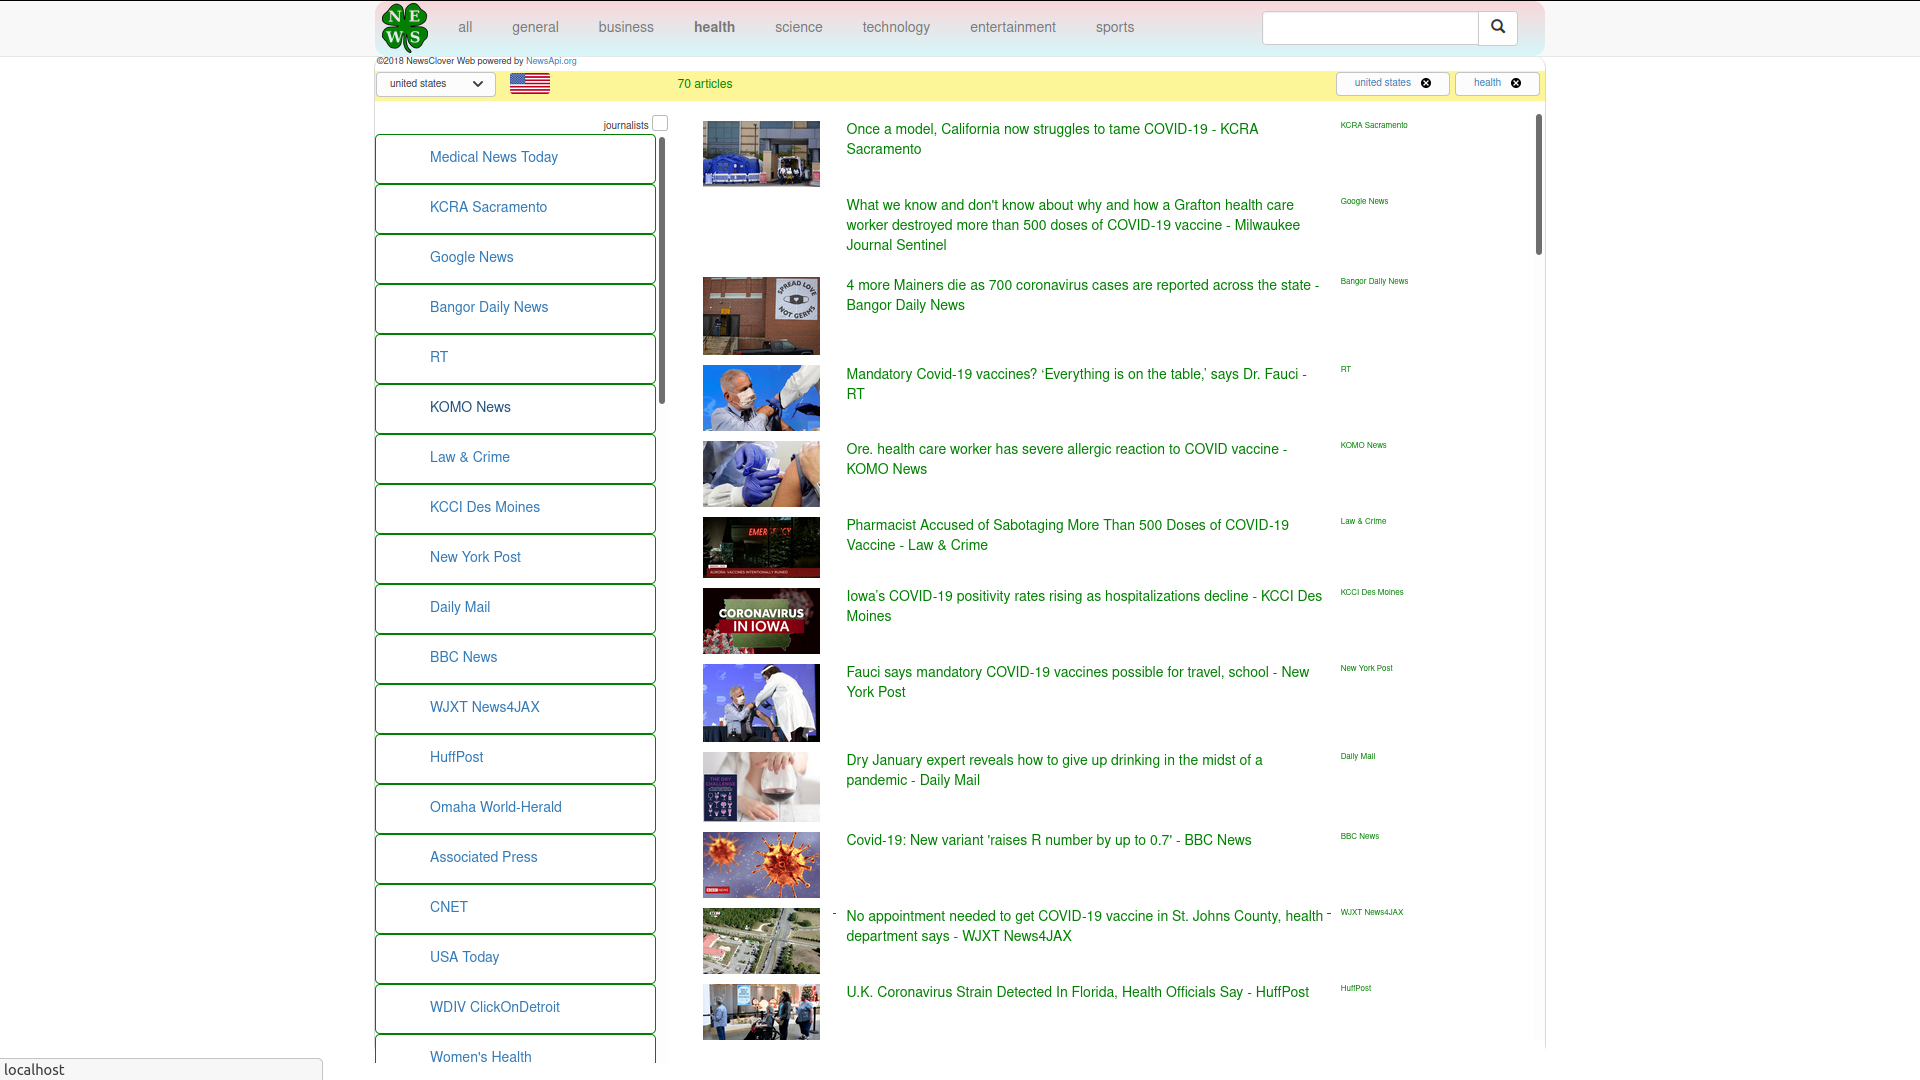 NEWS
all general business health science technology entertainment sports
©2018 NewsClover Web powered by NewsApi.org
united states
70 articles
united states
health
journalists
Medical News Today
KCRA Sacramento
Google News
Bangor Daily News
RT
KOMO News
Law & Crime
KCCI Des Moines
New York Post
Daily Mail
BBC News
WJXT News4JAX
HuffPost
Omaha World-Herald
Associated Press
CNET
USA Today
WDIV ClickOnDetroit
Women's Health
Once a model, California now struggles to tame COVID-19 - KCRA
Sacramento
KCRA Sacramento
What we know and don't know about why and how a Grafton health care
worker destroyed more than 500 doses of COVID-19 vaccine - Milwaukee
Journal Sentinel
Google News
SPREAD LOVE
NOT GERMS
4 more Mainers die as 700 coronavirus cases are reported across the state -
Bangor Daily News
Bangor Daily News
Mandatory Covid-19 vaccines? ‘Everything is on the table,’ says Dr. Fauci -
RT
RT
Ore. health care worker has severe allergic reaction to COVID vaccine -
KOMO News
KOMO News
AURORA: VACCINES INTENTIONALLY RUINED
Pharmacist Accused of Sabotaging More Than 500 Doses of COVID-19
Vaccine - Law & Crime
Law & Crime
CORONAVIRUS
IN IOWA
Iowa’s COVID-19 positivity rates rising as hospitalizations decline - KCCI Des
Moines
KCCI Des Moines
Fauci says mandatory COVID-19 vaccines possible for travel, school - New
York Post
New York Post
THE DRY
CHALLENGE
Dry January expert reveals how to give up drinking in the midst of a
pandemic - Daily Mail
Daily Mail
BBC NEWS
Covid-19: New variant 'raises R number by up to 0.7' - BBC News
BBC News
No appointment needed to get COVID-19 vaccine in St. Johns County, health
department says - WJXT News4JAX
WJXT News4JAX
U.K. Coronavirus Strain Detected In Florida, Health Officials Say - HuffPost
HuffPost
localhost